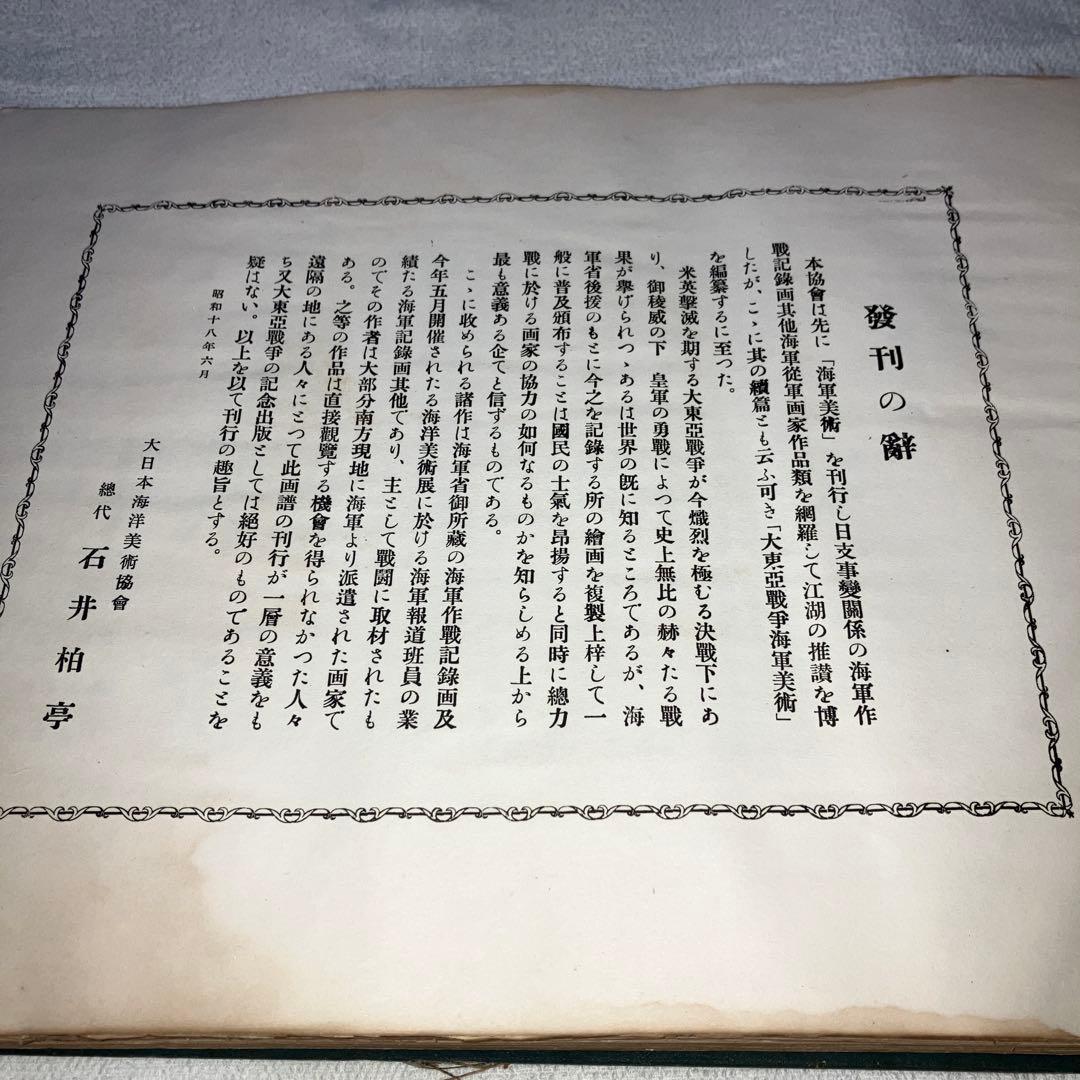 發刊の辭
本協會は先に「海軍美術」を刊行し日支事變關係の海軍作
戰記錄画其他海軍從軍画家作品類を網羅して江湖の推讃を博
したが、こゝに其の續篇とも云ふ可き「大東亞戰爭海軍美術」
を編纂するに至つた。
米英擊滅を期する大東亞戰爭が今熾烈を極むる決戰下にあ
り、御稜威の下　皇軍の勇戰によつて史上無比の赫々たる戰
果が擧げられつゝあるは世界の旣に知るところであるが、海
軍省後援のもとに今之を記錄する所の绘画を複製上梓して一
般に普及頒布することは國民の士氣を昂揚すると同時に總力
戰に於ける画家の協力の如何なるものかを知らしめる上から
最も意義ある企てと信ずるものである。
こゝに收められる諸作は海軍省御所藏の海軍作戰記錄画及
今年五月開催されたる海洋美術展に於ける海軍報道班員の業
績たる海軍記錄画其他であり、主として戰鬪に取材されたも
のでその作者は大部分南方現地に海軍より派遣された画家で
ある。之等の作品は直接觀覽する機會を得られなかつた人々
遠隔の地にある人々にとつて此画譜の刊行が一層の意義をも
ち又大東亞戰爭の記念出版としては絕好のものであることを
疑はない。以上を以て刊行の趣旨とする。
昭和十八年六月
大日本海洋美術協會
總代　石井柏亭